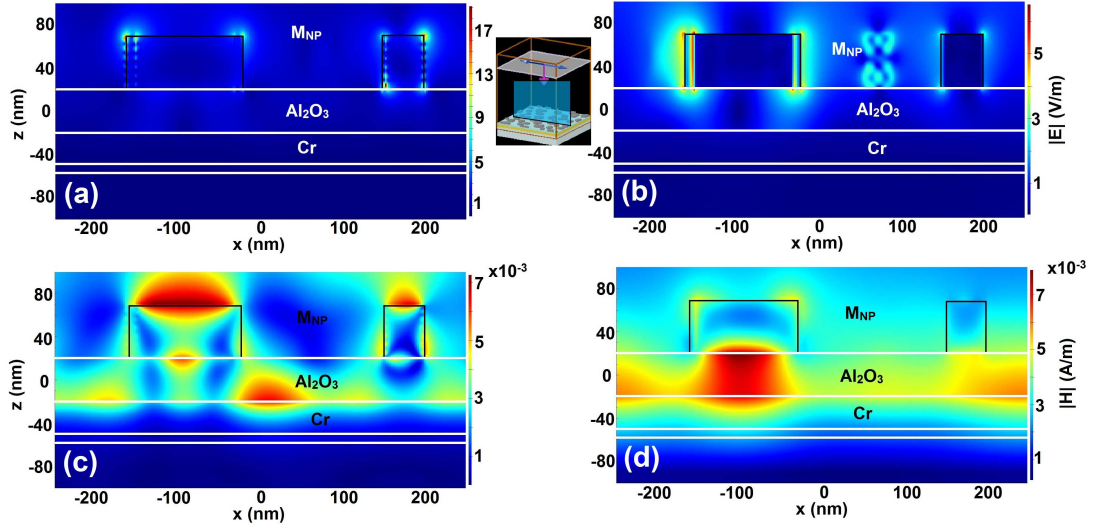 M_NP
Al₂O₃
Cr
(a)
80
40
0
-40
-80
z (nm)
-200
-100
0
100
200
x (nm)
17
13
9
5
1
M_NP
Al₂O₃
Cr
(b)
80
40
0
-40
-80
-200
-100
0
100
200
x (nm)
5
3
1
|E| (V/m)
M_NP
Al₂O₃
Cr
(c)
80
40
0
-40
-80
z (nm)
-200
-100
0
100
200
x (nm)
x10⁻³
7
5
3
1
M_NP
Al₂O₃
Cr
(d)
80
40
0
-40
-80
-200
-100
0
100
200
x (nm)
x10⁻³
7
5
3
1
|H| (A/m)